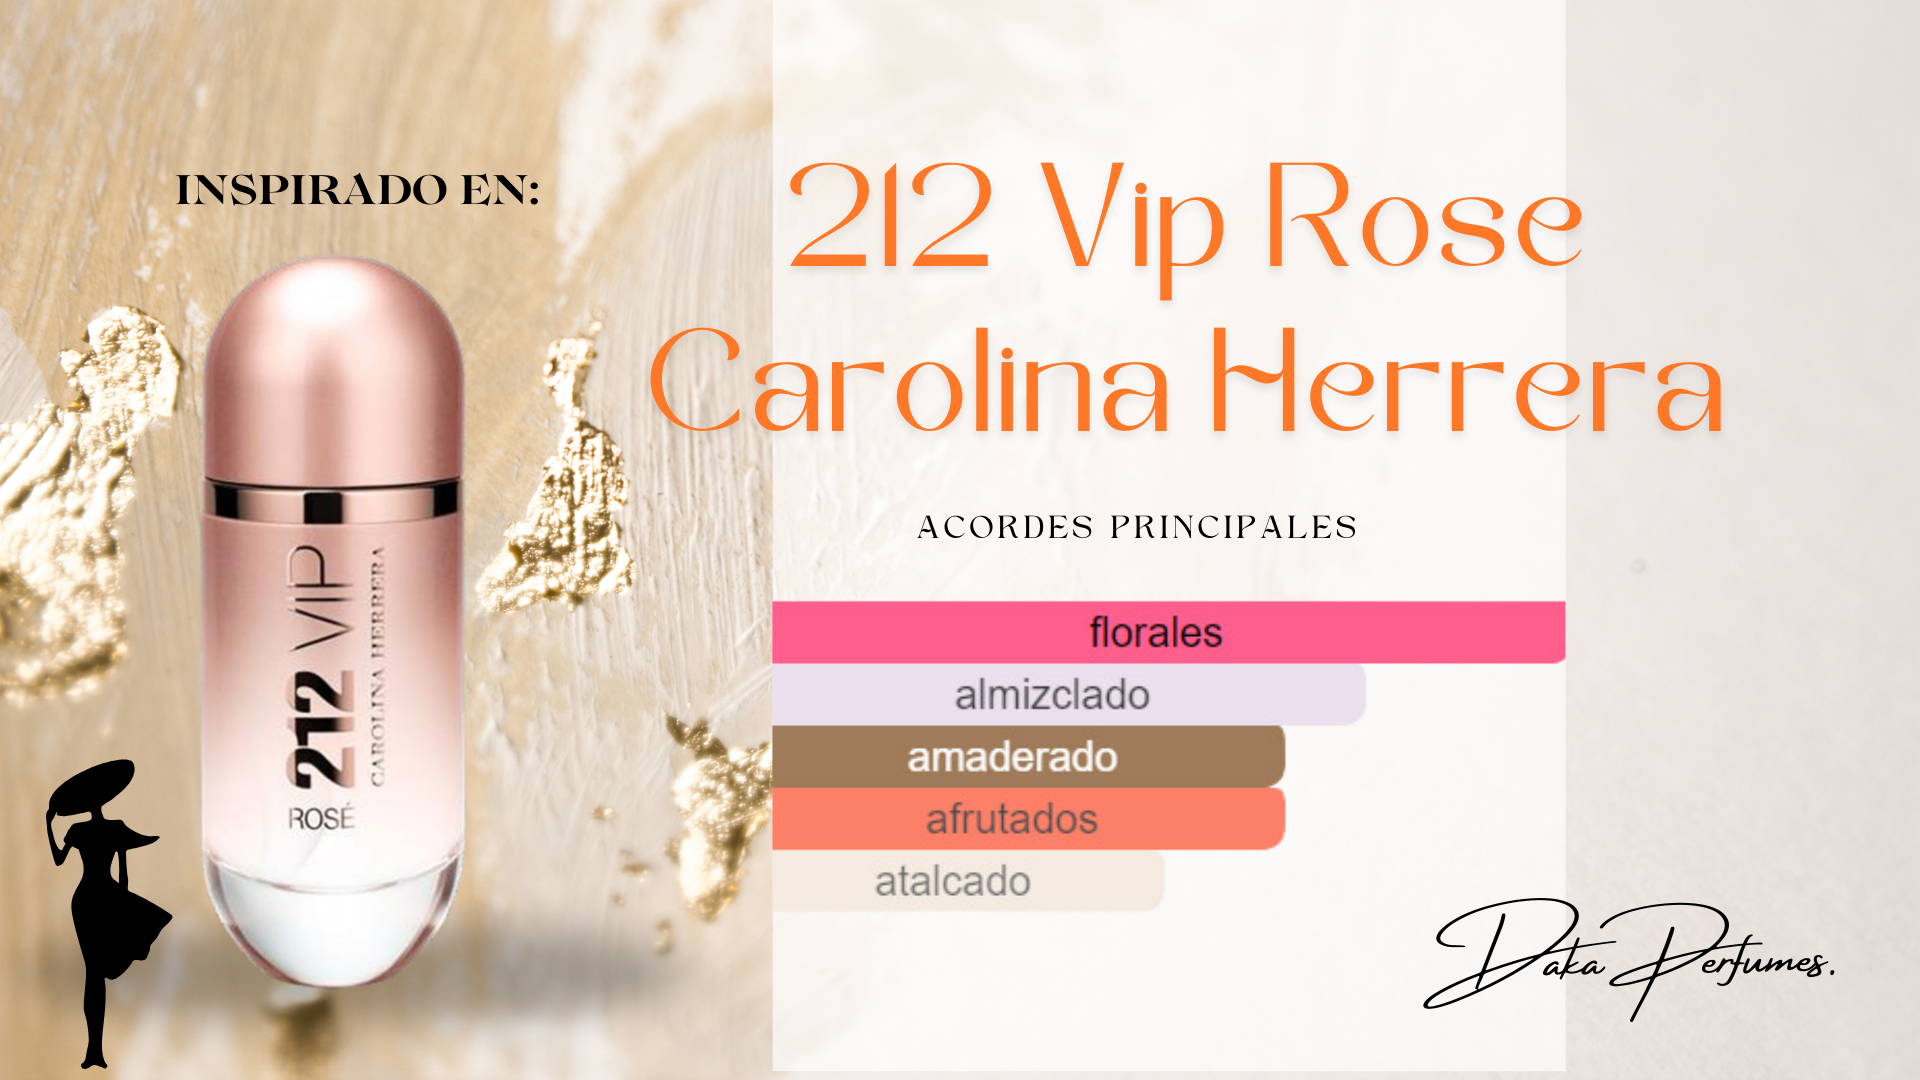 INSPIRADO EN:
212 Vip Rose
Carolina Herrera
ACORDES PRINCIPALES
florales
almizclado
amaderado
afrutados
atalcado
212 VIP
CAROLINA HERRERA
ROSÉ
Daka Perfumes.